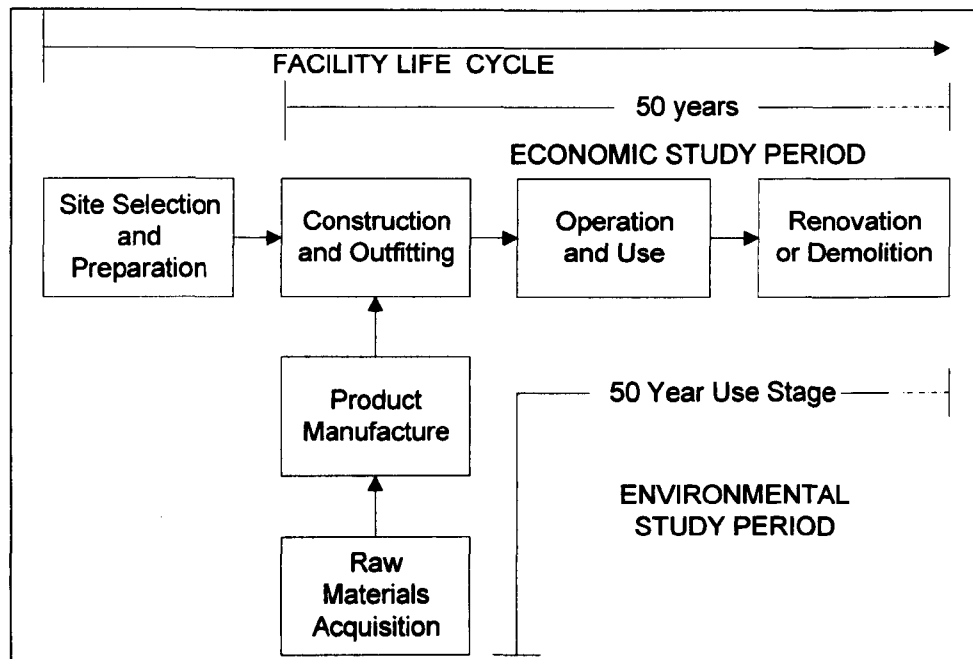 FACILITY LIFE CYCLE
50 years
ECONOMIC STUDY PERIOD
Site Selection
and
Preparation
Construction
and Outfitting
Operation
and Use
Renovation
or Demolition
Product
Manufacture
50 Year Use Stage
ENVIRONMENTAL
STUDY PERIOD
Raw
Materials
Acquisition